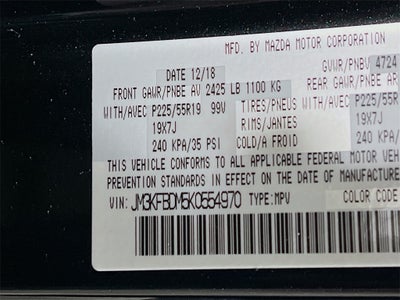 MFD. BY MAZDA MOTOR CORPORATION
DATE 12/18 GVWR/PNBV 4724
FRONT GAWR/PNBE AV 2425 LB 1100 KG REAR GAWR/PNBE AR
WITH/AVEC P225/55R19 99V TIRES/PNEUS WITH/AVEC P225/55R
19X7J RIMS/JANTES 19X7J
240 KPA/35 PSI COLD/A FROID 240 KPA/
THIS VEHICLE CONFORMS TO ALL APPLICABLE FEDERAL MOTOR VEHIC
PREVENTION STANDARDS IN EFFECT ON THE DATE OF MANUFACTURE
VIN: JM3KFBDM5K0554970 TYPE:MPV COLOR CODE